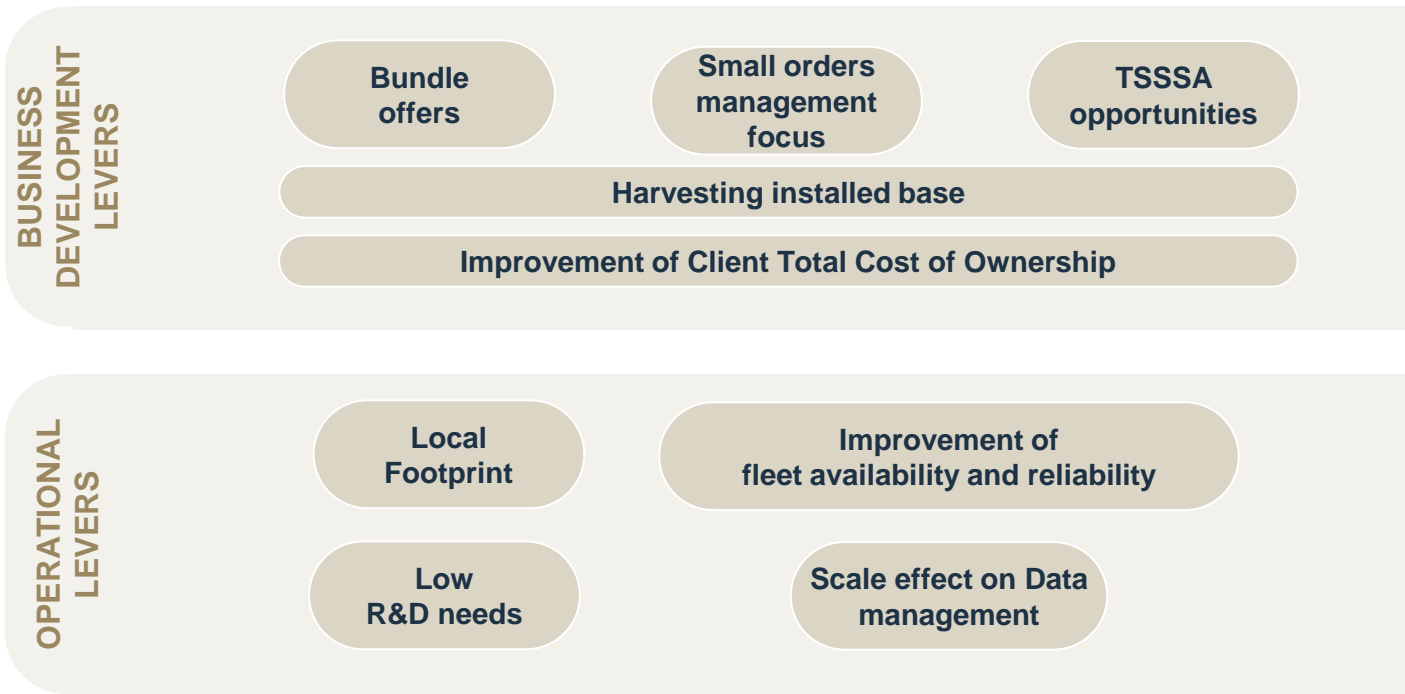 BUSINESS
DEVELOPMENT
LEVERS
Bundle
offers
Small orders
management
focus
TSSSA
opportunities
Harvesting installed base
Improvement of Client Total Cost of Ownership
OPERATIONAL
LEVERS
Local
Footprint
Improvement of
fleet availability and reliability
Low
R&D needs
Scale effect on Data
management